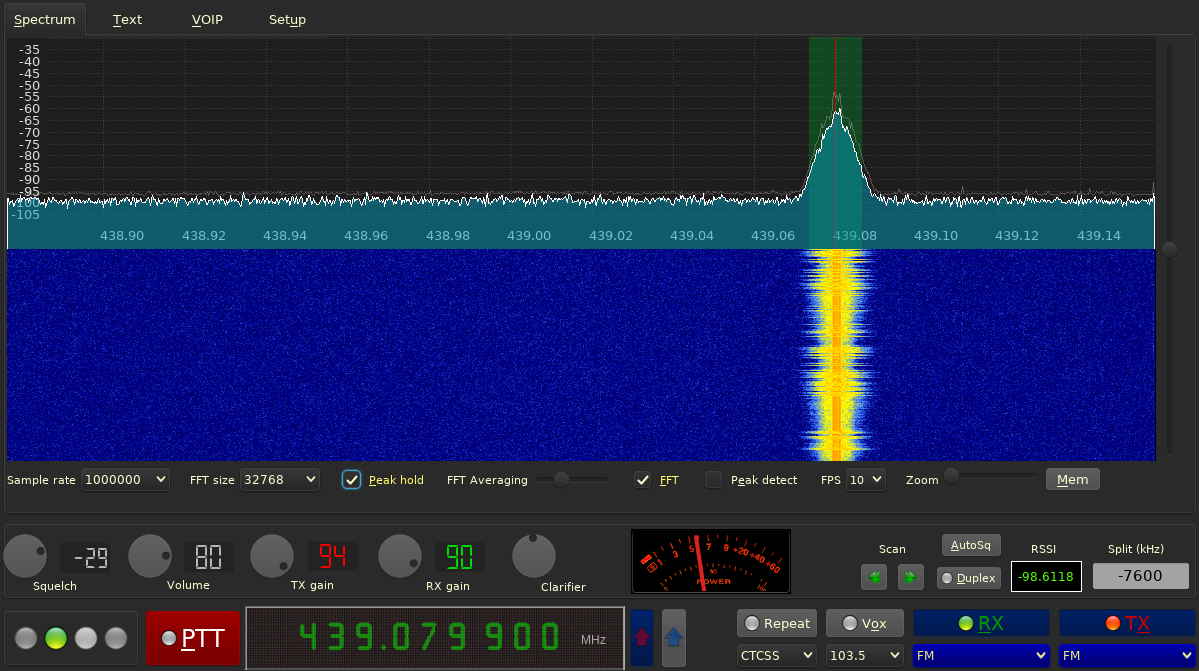 Spectrum Text VOIP Setup
-35
-40
-45
-50
-55
-60
-65
-70
-75
-80
-85
-90
-95
-100
-105
438.90 438.92 438.94 438.96 438.98 439.00 439.02 439.04 439.06 439.08 439.10 439.12 439.14
Sample rate 1000000 FFT size 32768 Peak hold FFT Averaging FFT Peak detect FPS 10 Zoom Mem
-29 80 94 90
Squelch Volume TX gain RX gain Clarifier
1 3 5 7 9 +20 +40 +60
POWER
Scan AutoSq RSSI Split (kHz)
Duplex -98.6118 -7600
PTT 439.079 900 MHz
Repeat Vox RX TX
CTCSS 103.5 FM FM